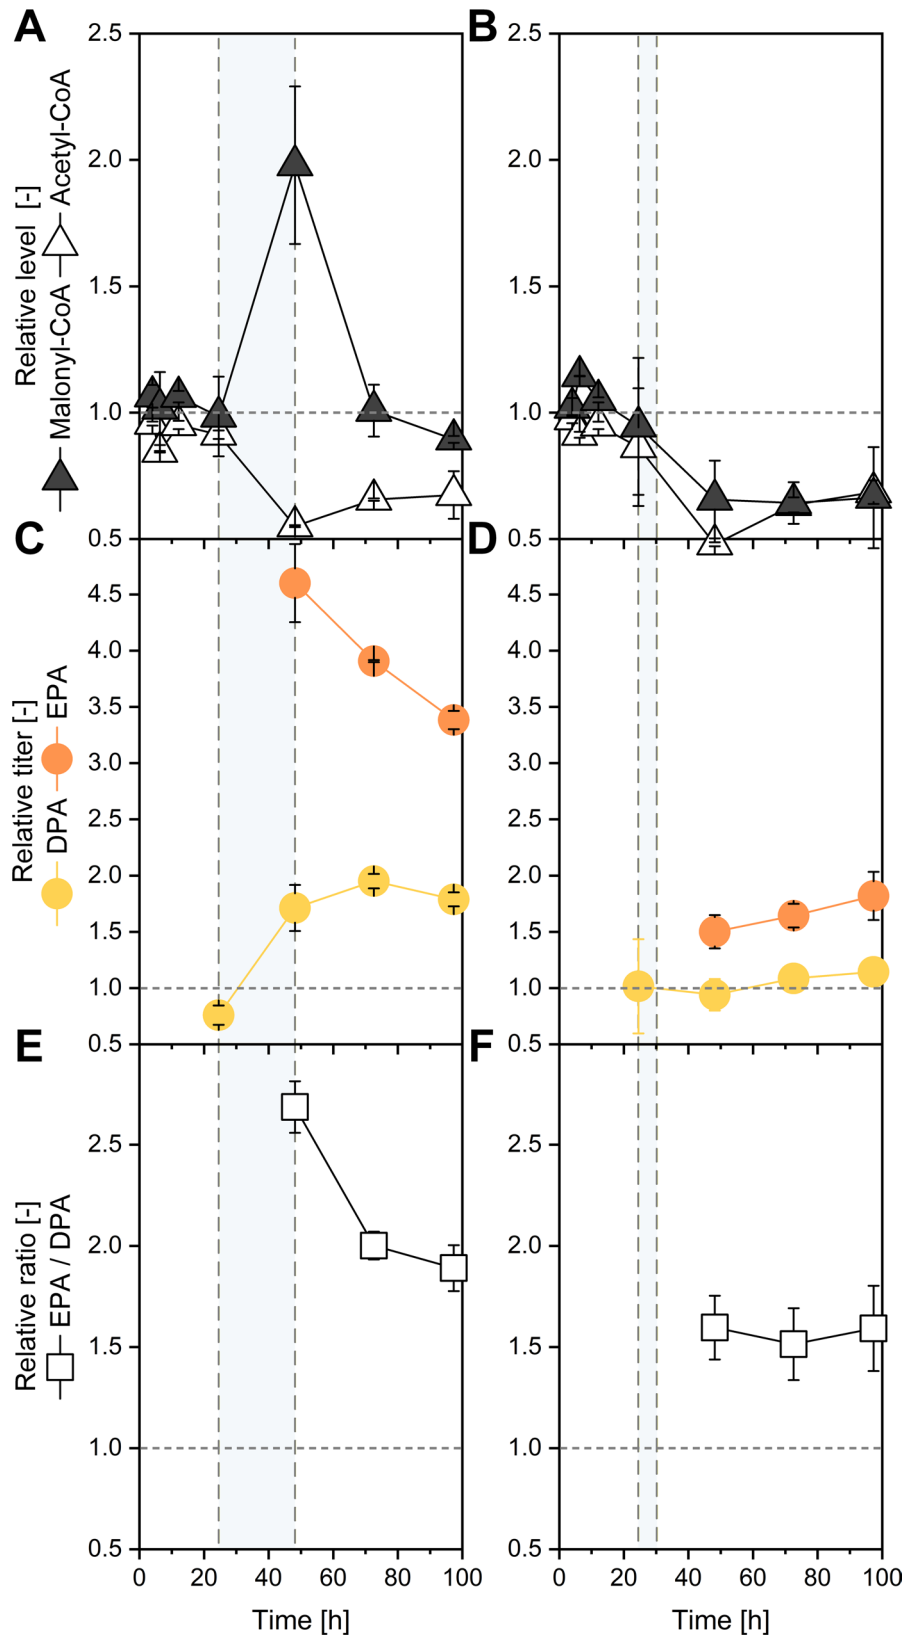 A
B
2.5
2.0
1.5
1.0
0.5
Relative level [-]
Malonyl-CoA Acetyl-CoA
C
D
4.5
4.0
3.5
3.0
2.5
2.0
1.5
1.0
0.5
Relative titer [-]
DPA EPA
E
F
2.5
2.0
1.5
1.0
0.5
Relative ratio [-]
EPA / DPA
0 20 40 60 80 100
0 20 40 60 80 100
Time [h]
Time [h]